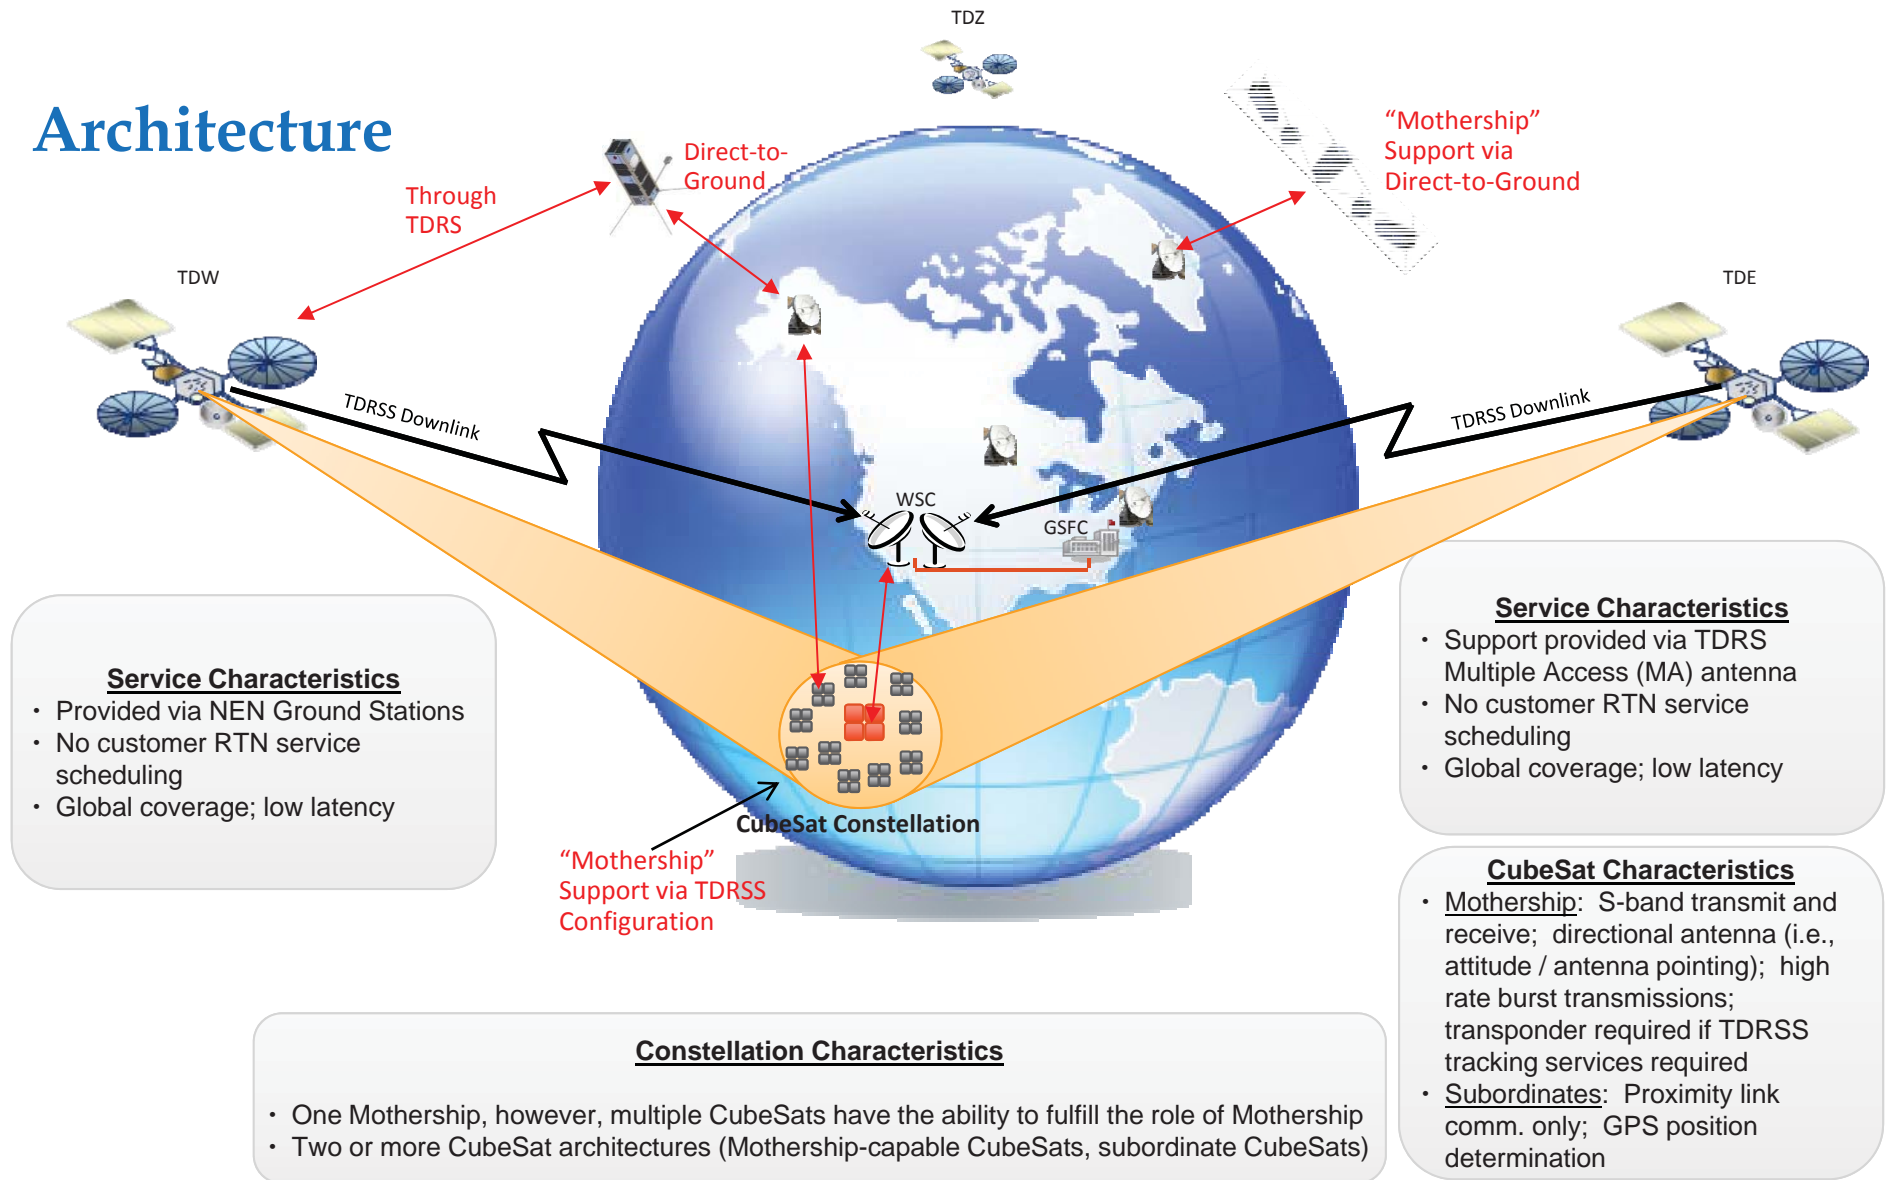 TDZ
Architecture
"Mothership"
Support via
Direct-to-Ground
Direct-to-
Ground
Through
TDRS
TDW
TDE
TDRSS Downlink
TDRSS Downlink
WSC
GSFC
Service Characteristics
• Provided via NEN Ground Stations
• No customer RTN service
scheduling
• Global coverage; low latency
Service Characteristics
• Support provided via TDRS
Multiple Access (MA) antenna
• No customer RTN service
scheduling
• Global coverage; low latency
CubeSat Constellation
"Mothership"
Support via TDRSS
Configuration
CubeSat Characteristics
• Mothership: S-band transmit and
receive; directional antenna (i.e.,
attitude / antenna pointing); high
rate burst transmissions;
transponder required if TDRSS
tracking services required
• Subordinates: Proximity link
comm. only; GPS position
determination
Constellation Characteristics
• One Mothership, however, multiple CubeSats have the ability to fulfill the role of Mothership
• Two or more CubeSat architectures (Mothership-capable CubeSats, subordinate CubeSats)